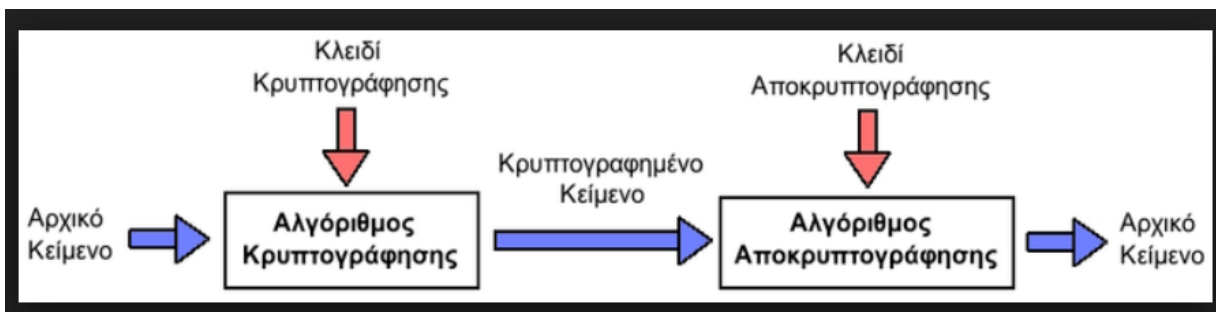 Κλειδί
Κρυπτογράφησης
Κλειδί
Αποκρυπτογράφησης
Αρχικό
Κείμενο
Αλγόριθμος
Κρυπτογράφησης
Κρυπτογραφημένο
Κείμενο
Αλγόριθμος
Αποκρυπτογράφησης
Αρχικό
Κείμενο